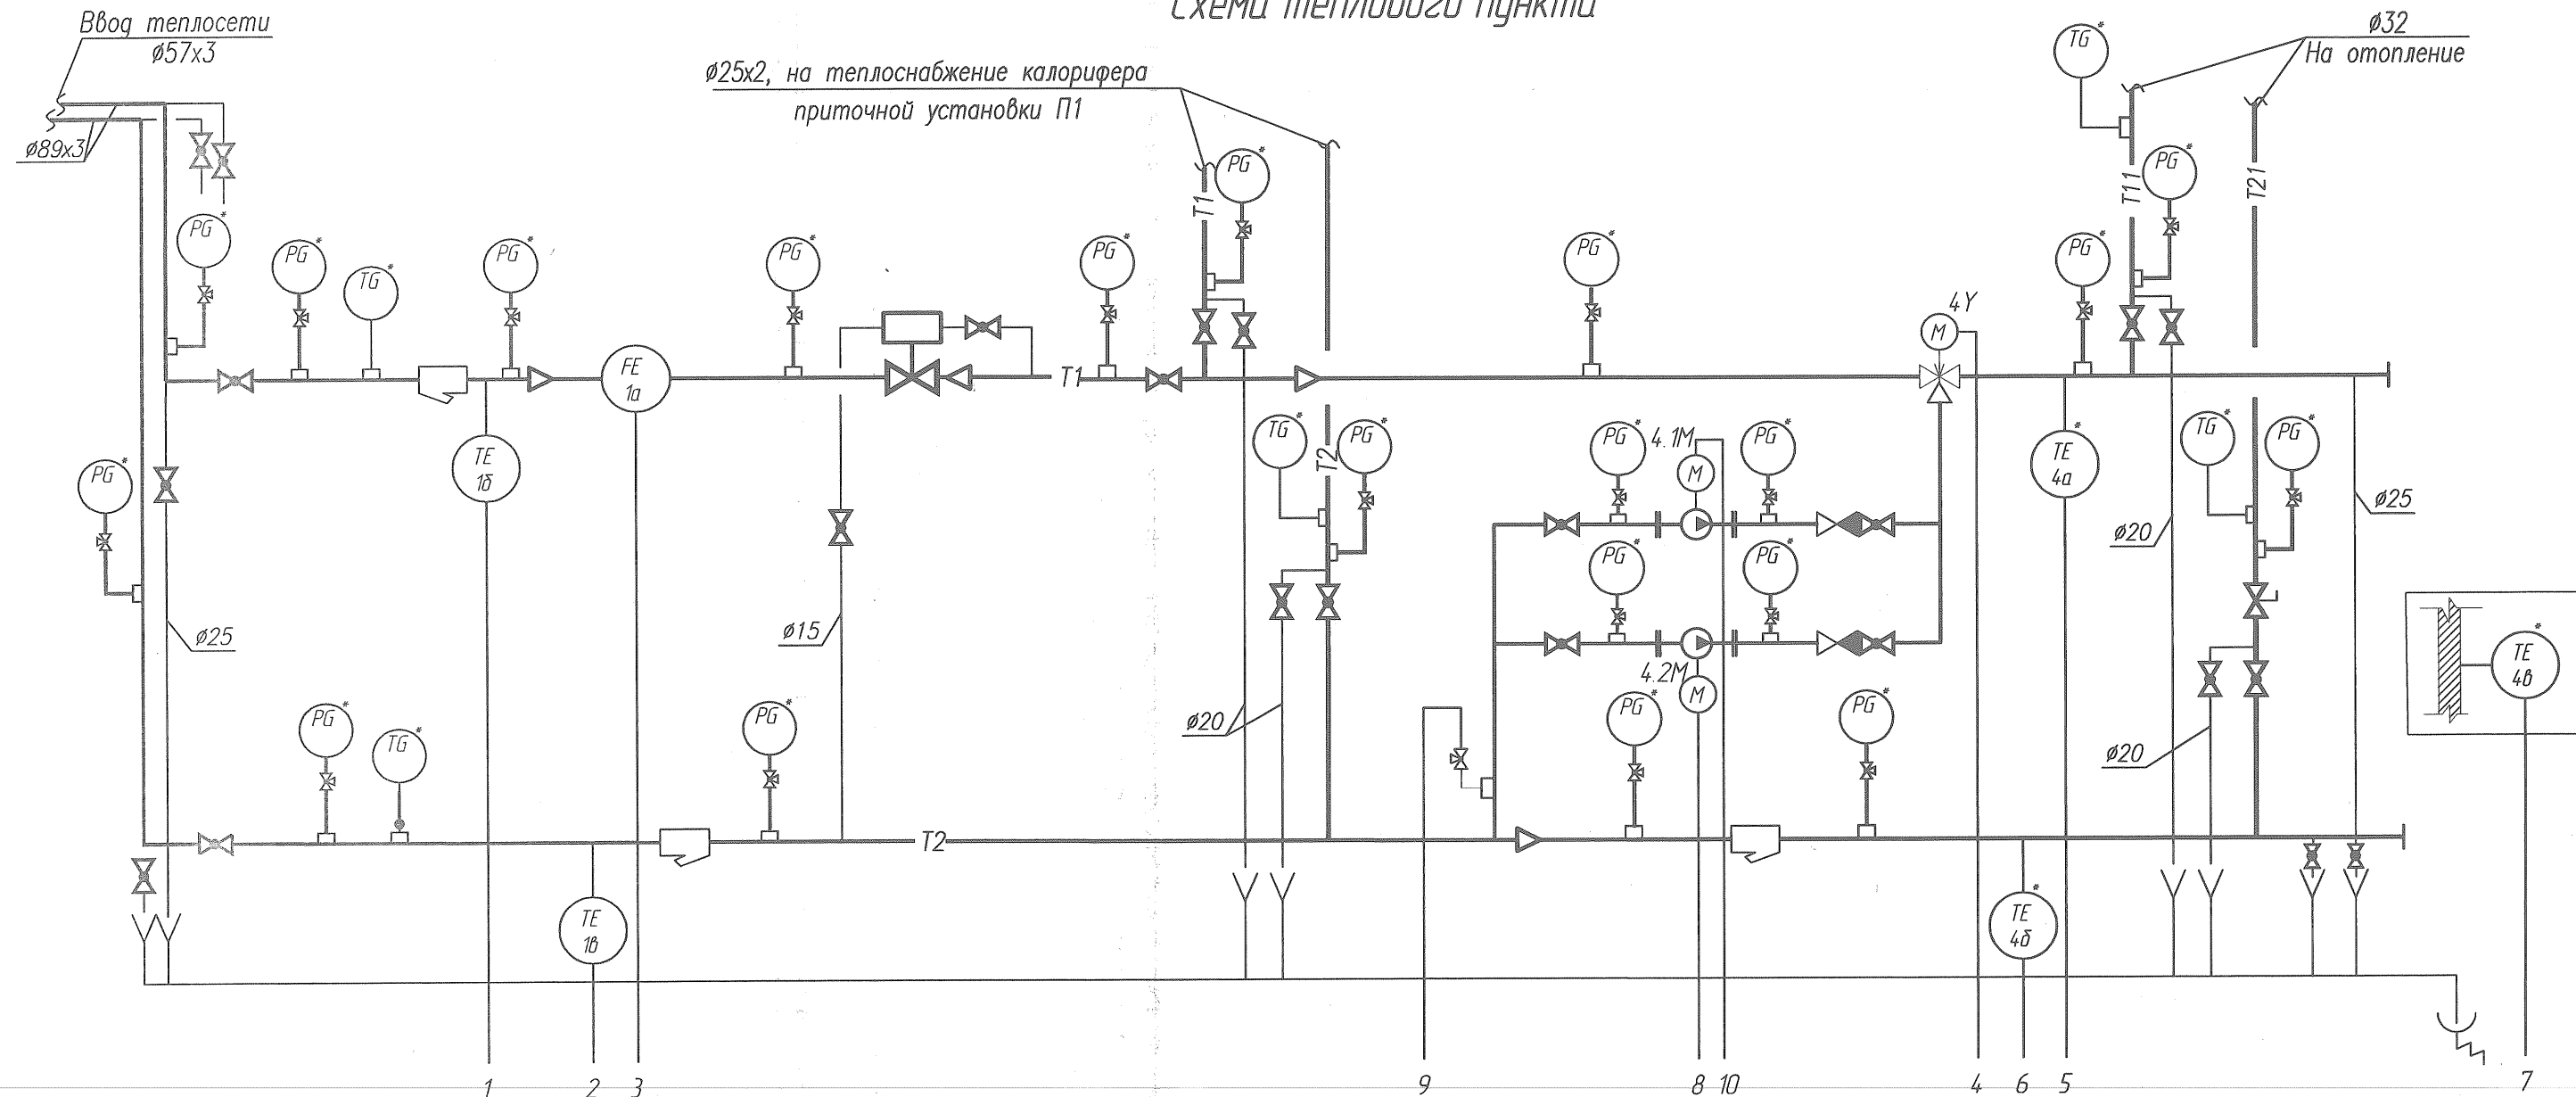 Схема теплового пункта
Ввод теплосети
ø57x3
ø89x3
ø25x2, на теплоснабжение калорифера
приточной установки П1
ø32
На отопление
TG*
PG*
T1
PG*
T11
PG*
T21
PG*
PG*
TG*
PG*
PG*
PG*
PG*
PG*
4Y
M
FE
1а
T1
PG*
TE
1б
TG*
T2
PG*
PG*
4.1M
M
PG*
TE*
4а
TG*
PG*
ø25
ø20
PG*
PG*
ø25
ø15
4.2M
M
TE*
4в
PG*
TG*
PG*
ø20
PG*
PG*
ø20
T2
TE
1в
TE*
4б
1
2
3
9
8
10
4
6
5
7